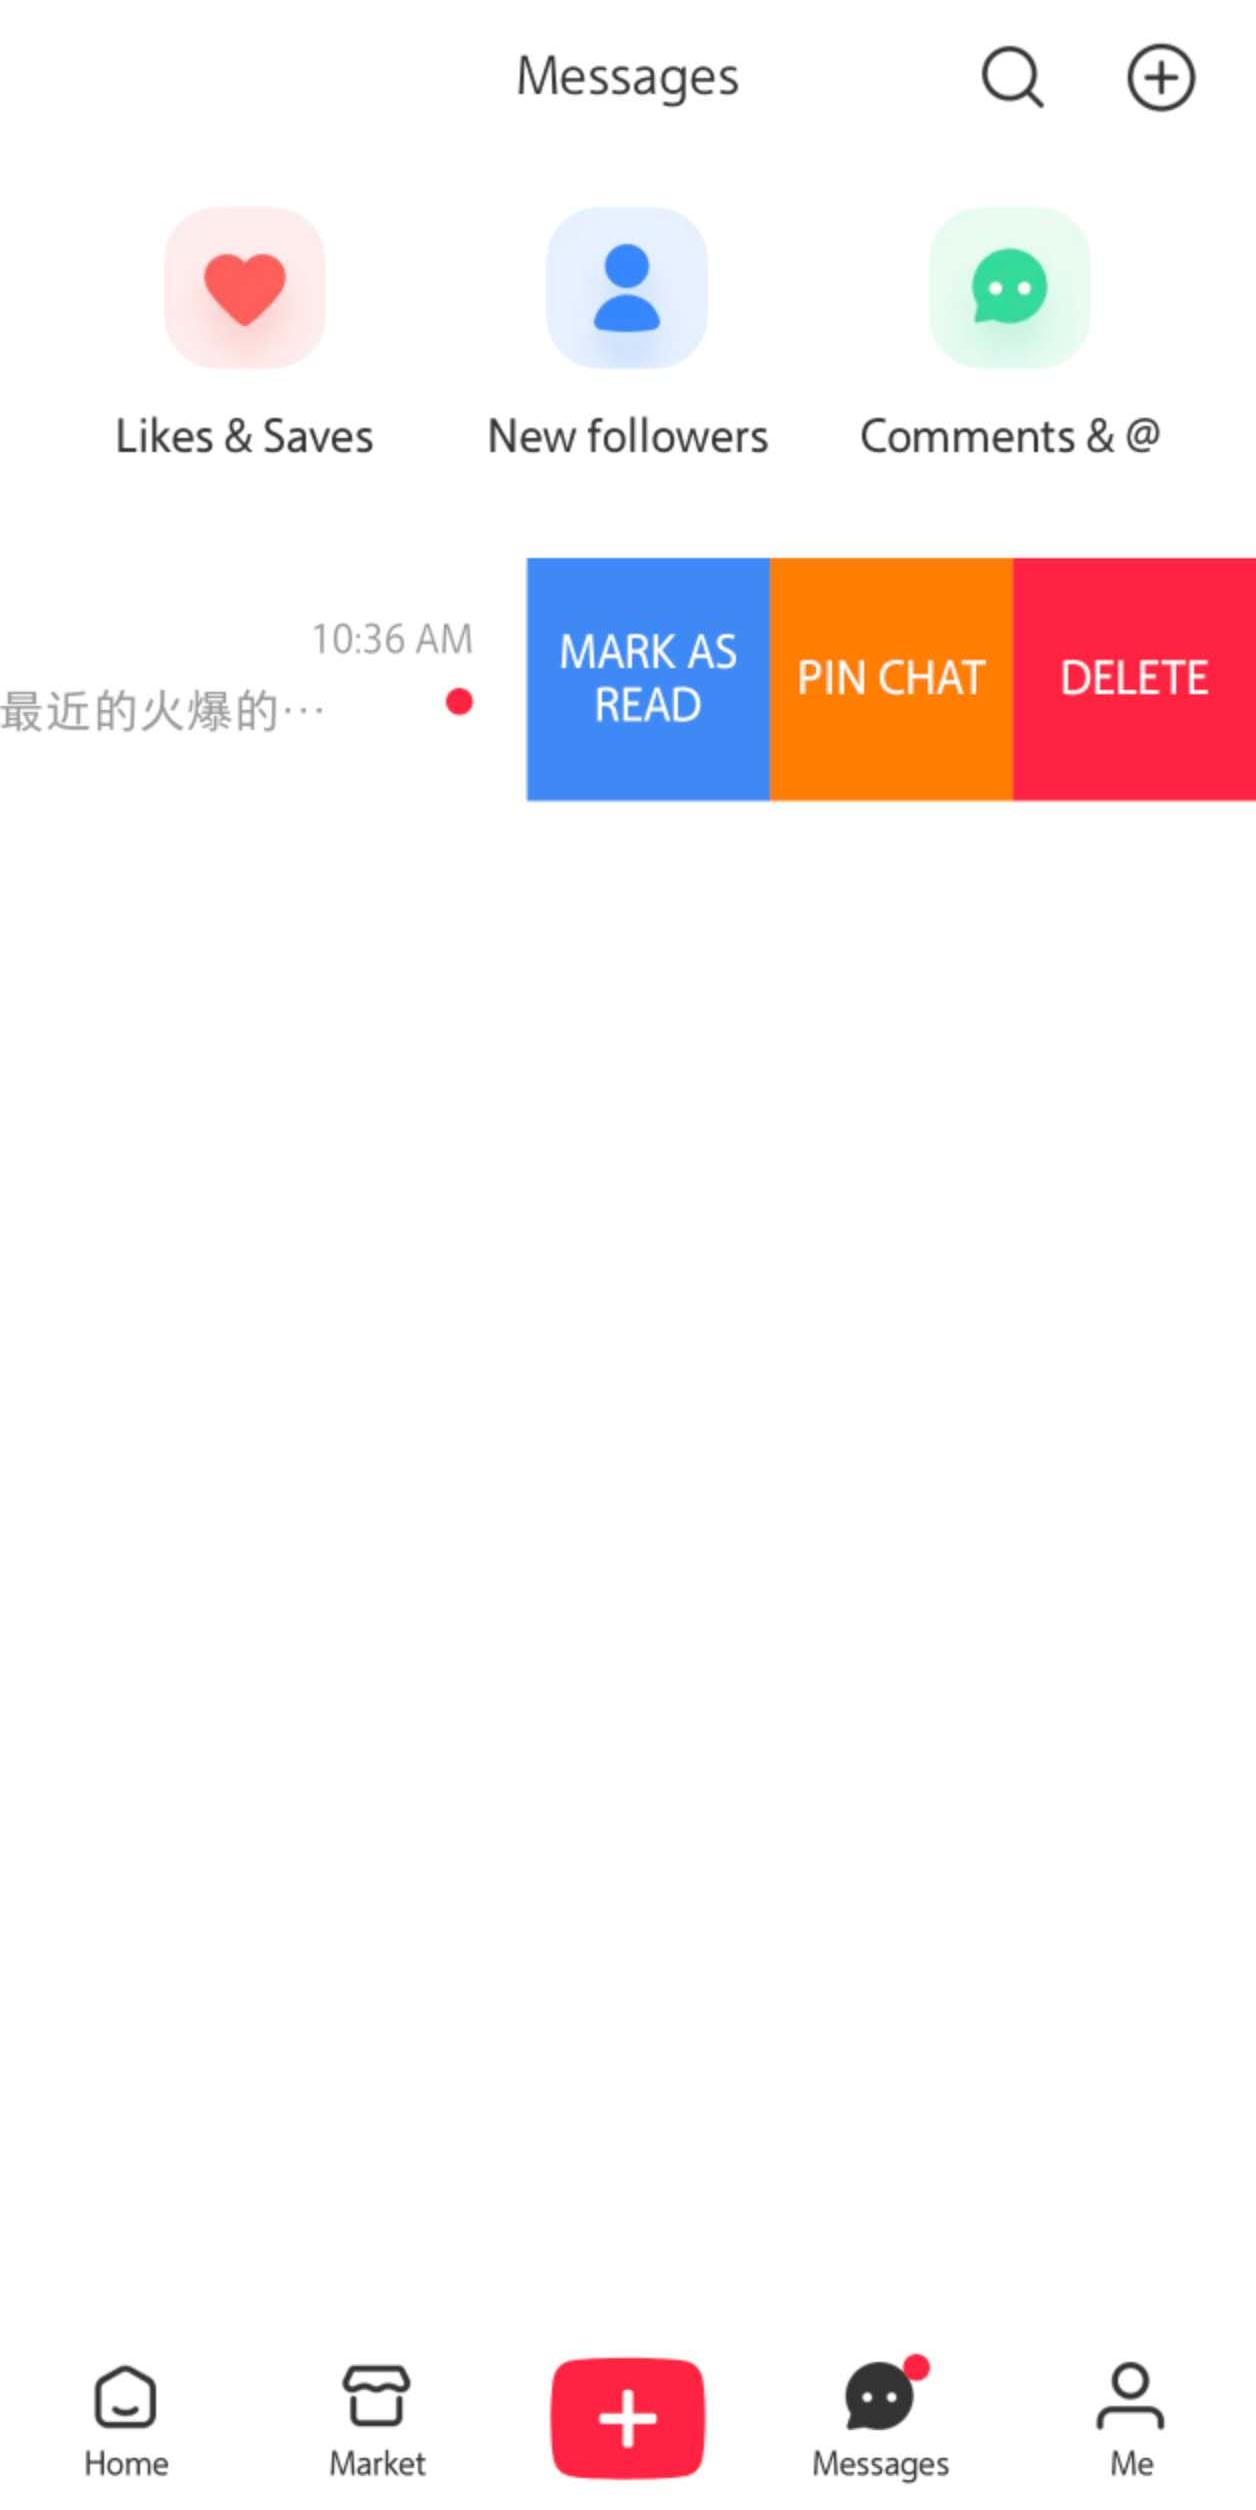 Messages
Likes & Saves
New followers
Comments & @
10:36 AM
最近的火爆的···
MARK AS
READ
PIN CHAT
DELETE
Home
Market
Messages
Me